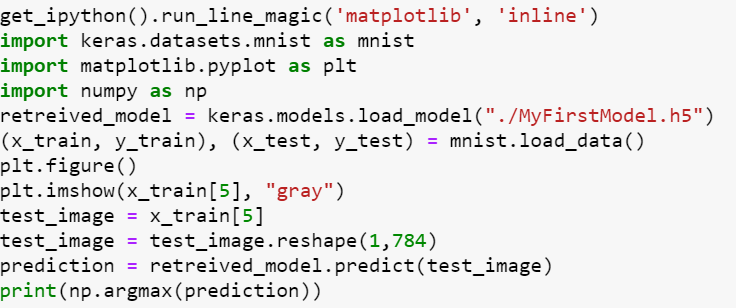 get_ipython().run_line_magic('matplotlib', 'inline')
import keras.datasets.mnist as mnist
import matplotlib.pyplot as plt
import numpy as np
retreived_model = keras.models.load_model("./MyFirstModel.h5")
(x_train, y_train), (x_test, y_test) = mnist.load_data()
plt.figure()
plt.imshow(x_train[5], "gray")
test_image = x_train[5]
test_image = test_image.reshape(1,784)
prediction = retreived_model.predict(test_image)
print(np.argmax(prediction))